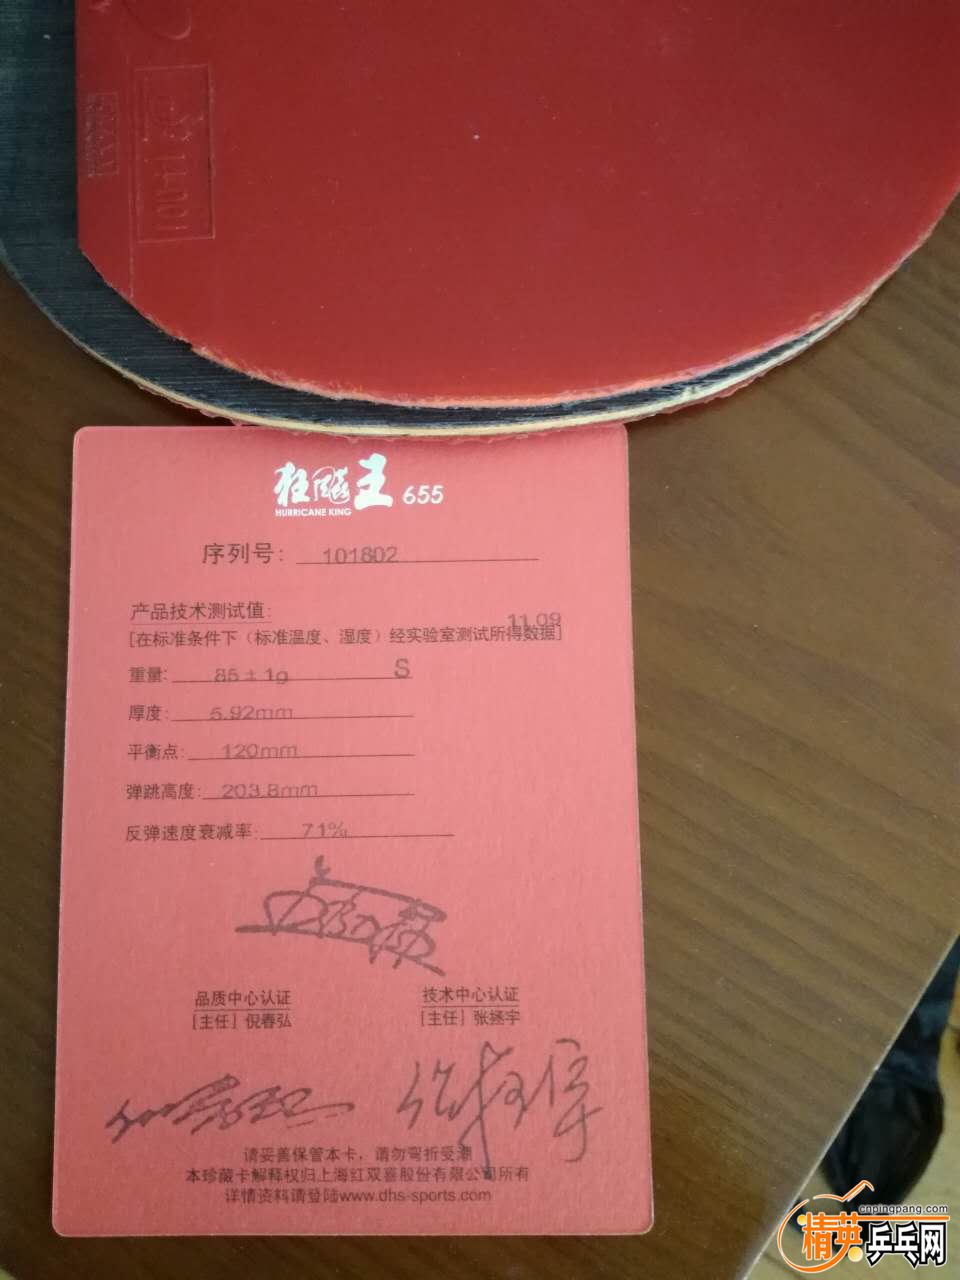 狂飚王 655
HURRICANE KING
序列号: 101802
产品技术测试值: 11.09
[在标准条件下（标准温度、湿度）经实验室测试所得数据]
重量: 85±1g S
厚度: 5.92mm
平衡点: 120mm
弹跳高度: 203.8mm
反弹速度衰减率: 71%
品质中心认证 技术中心认证
[主任] 倪春弘 [主任] 张拯宇
请妥善保管本卡，请勿弯折受潮
本珍藏卡解释权归上海红双喜股份有限公司所有
详情资料请登陆www.dhs-sports.com
cnpingpang.com
精英乒乓网